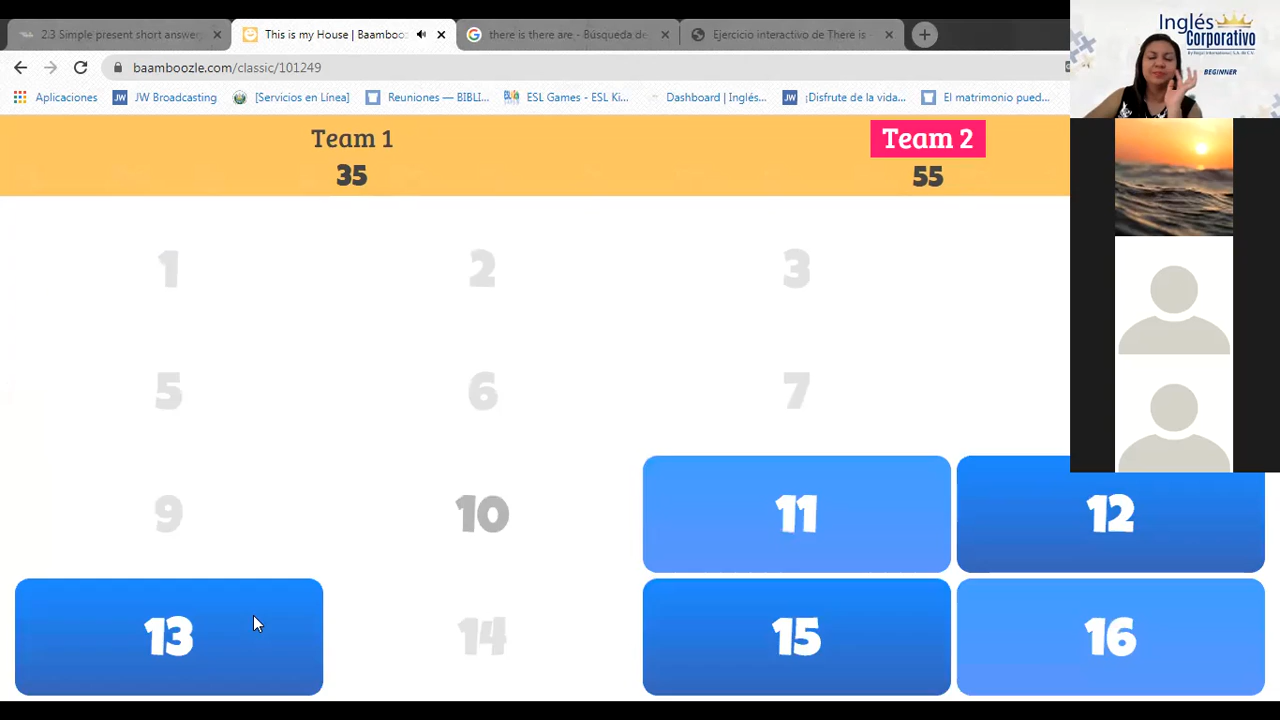 2.3 Simple present short answer
This is my House | Baambooz
there is there are - Búsqueda de
Ejercicio interactivo de There is
baamboozle.com/classic/101249
Aplicaciones
JW Broadcasting
[Servicios en Línea]
Reuniones — BIBLI...
ESL Games - ESL Ki...
Dashboard | Inglés...
¡Disfrute de la vida...
El matrimonio pued...
Inglés
Corporativo
BEGINNER
Team 1
Team 2
35
55
1
2
3
5
6
7
9
10
11
12
13
14
15
16